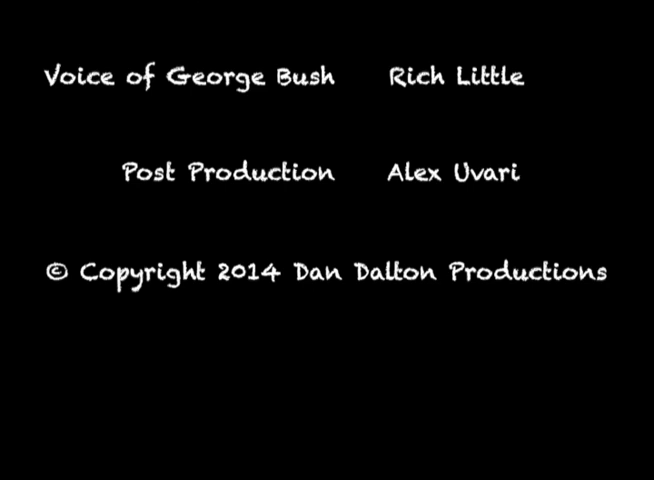 Voice of George Bush Rich Little
Post Production Alex Uvari
© Copyright 2014 Dan Dalton Productions